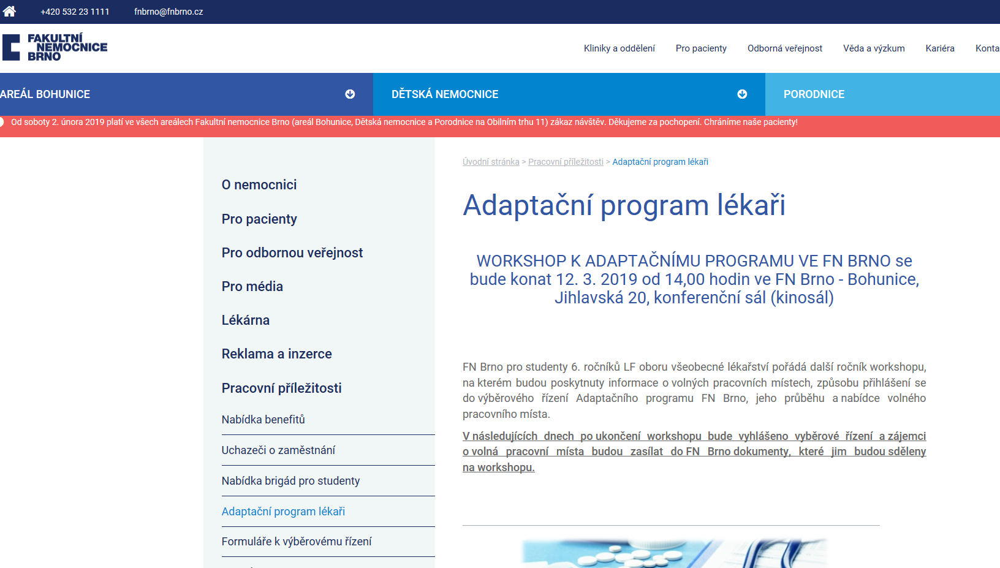 +420 532 23 1111
fnbrno@fnbrno.cz
FAKULTNÍ
NEMOCNICE
BRNO
Kliniky a oddělení
Pro pacienty
Odborná veřejnost
Věda a výzkum
Kariéra
Konta
AREÁL BOHUNICE
DĚTSKÁ NEMOCNICE
PORODNICE
Od soboty 2. února 2019 platí ve všech areálech Fakultní nemocnice Brno (areál Bohunice, Dětská nemocnice a Porodnice na Obilním trhu 11) zákaz návštěv. Děkujeme za pochopení. Chráníme naše pacienty!
O nemocnici
Pro pacienty
Pro odbornou veřejnost
Pro média
Lékárna
Reklama a inzerce
Pracovní příležitosti
Nabídka benefitů
Uchazeči o zaměstnání
Nabídka brigád pro studenty
Adaptační program lékaři
Formuláře k výběrovému řízení
Úvodní stránka > Pracovní příležitosti > Adaptační program lékaři
Adaptační program lékaři
WORKSHOP K ADAPTAČNÍMU PROGRAMU VE FN BRNO se
bude konat 12. 3. 2019 od 14,00 hodin ve FN Brno - Bohunice,
Jihlavská 20, konferenční sál (kinosál)
FN Brno pro studenty 6. ročníků LF oboru všeobecné lékařství pořádá další ročník workshopu,
na kterém budou poskytnuty informace o volných pracovních místech, způsobu přihlášení se
do výběrového řízení Adaptačního programu FN Brno, jeho průběhu a nabídce volného
pracovního místa.
V následujících dnech po ukončení workshopu bude vyhlášeno vyběrové řízení a zájemci
o volná pracovní místa budou zasílat do FN Brno dokumenty, které jim budou sděleny
na workshopu.